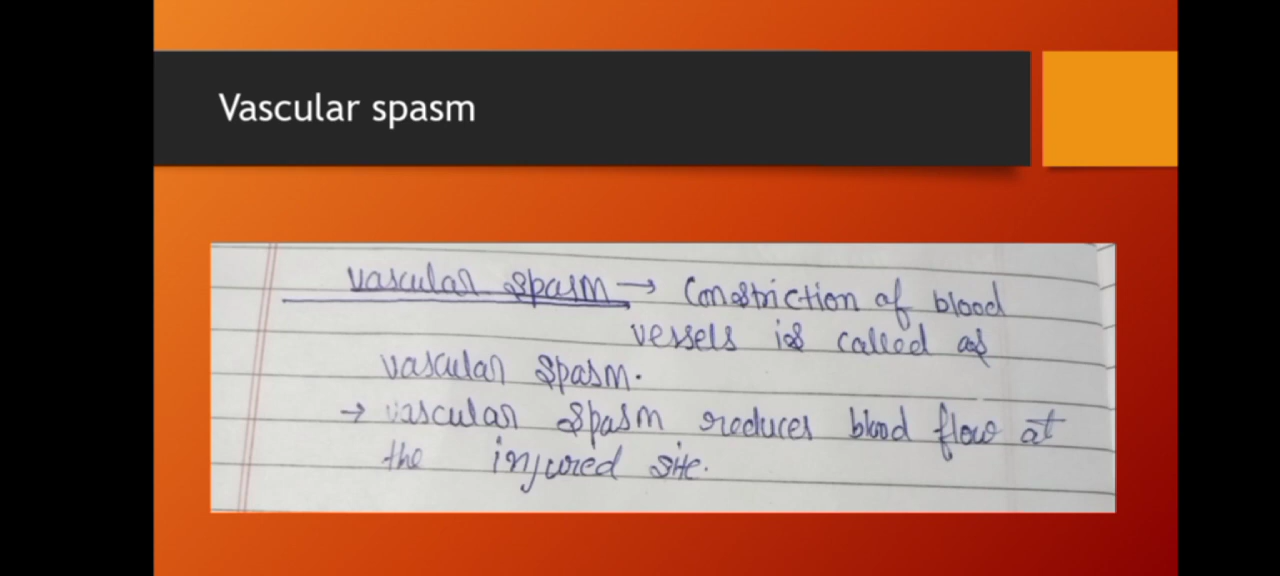 Vascular spasm
vascular spasm → Constriction of blood
vessels is called as
vascular spasm.
→ vascular spasm reduces blood flow at
the injured site.